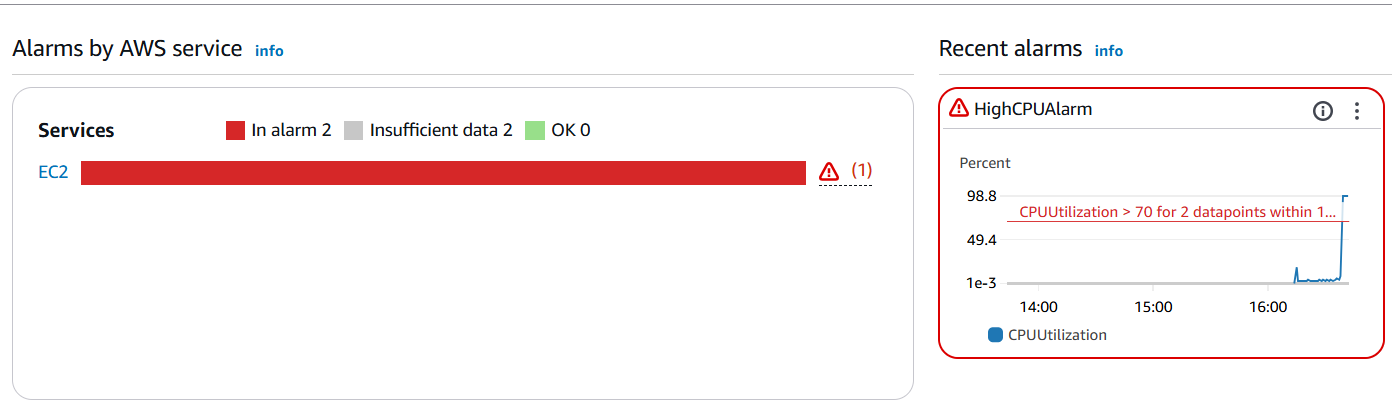 Alarms by AWS service info
Services
In alarm 2
Insufficient data 2
OK 0
EC2
(1)
Recent alarms info
HighCPUAlarm
Percent
98.8
CPUUtilization > 70 for 2 datapoints within 1...
49.4
1e-3
14:00
15:00
16:00
CPUUtilization